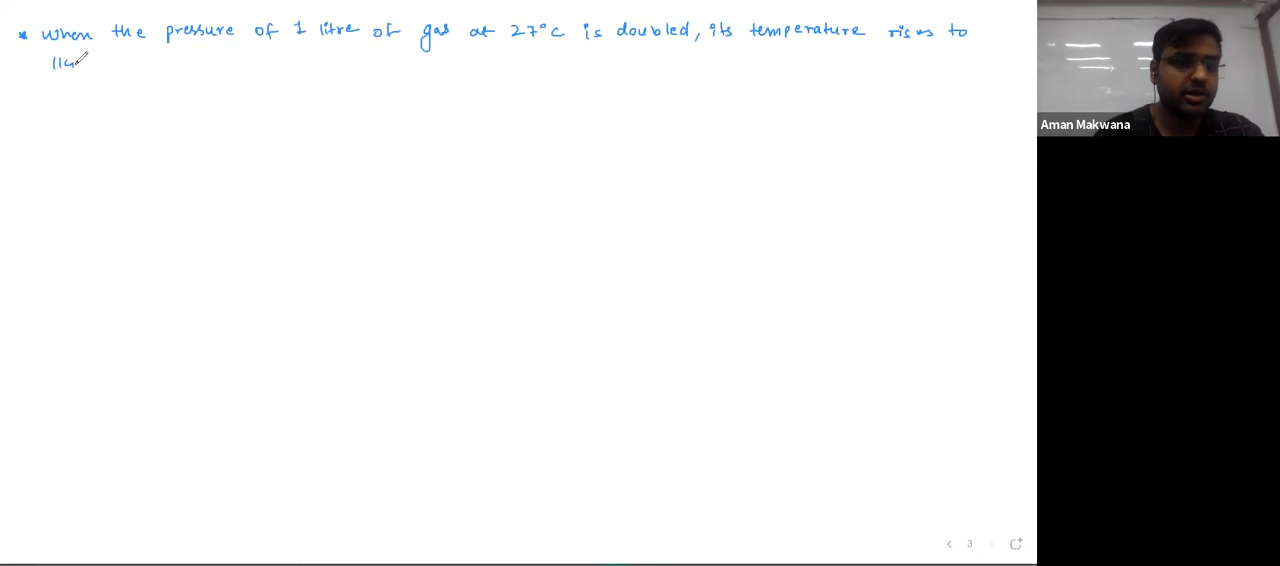 * When the pressure of 1 litre of gas at 27°C is doubled, its temperature rises to
114
Aman Makwana
3